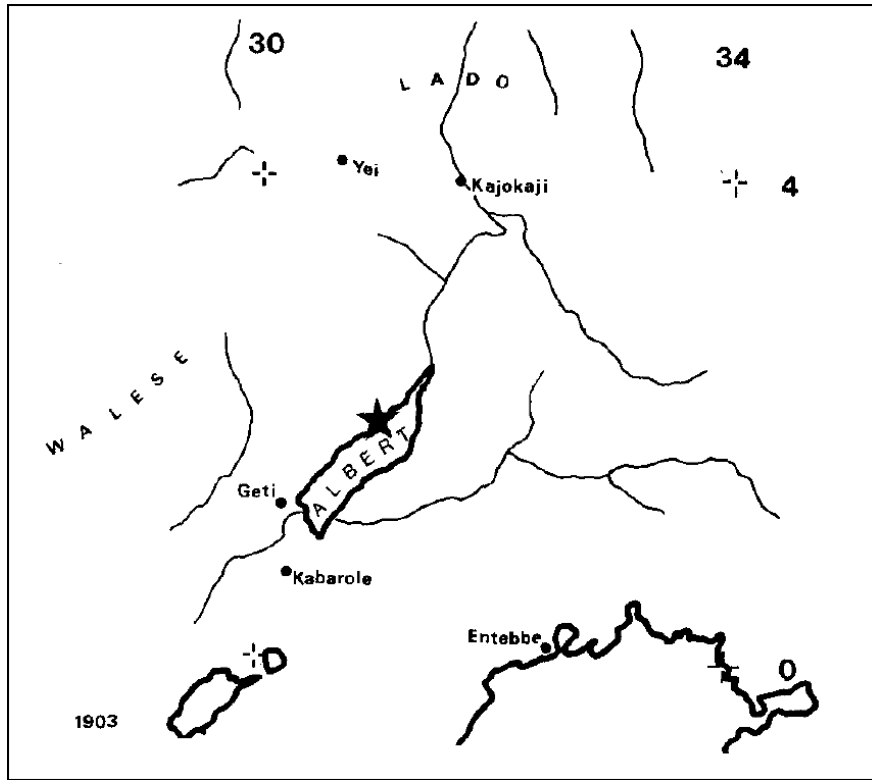 30
34
LADO
Yei
Kajokaji
4
WALESE
ALBERT
Geti
Kabarole
Entebbe
0
1903